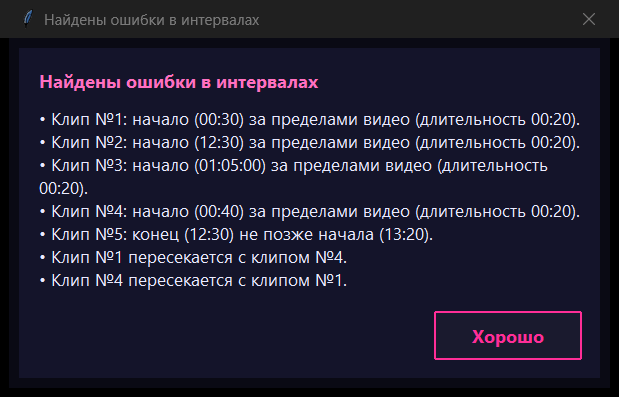 Найдены ошибки в интервалах
Найдены ошибки в интервалах
• Клип №1: начало (00:30) за пределами видео (длительность 00:20).
• Клип №2: начало (12:30) за пределами видео (длительность 00:20).
• Клип №3: начало (01:05:00) за пределами видео (длительность
00:20).
• Клип №4: начало (00:40) за пределами видео (длительность 00:20).
• Клип №5: конец (12:30) не позже начала (13:20).
• Клип №1 пересекается с клипом №4.
• Клип №4 пересекается с клипом №1.
Хорошо